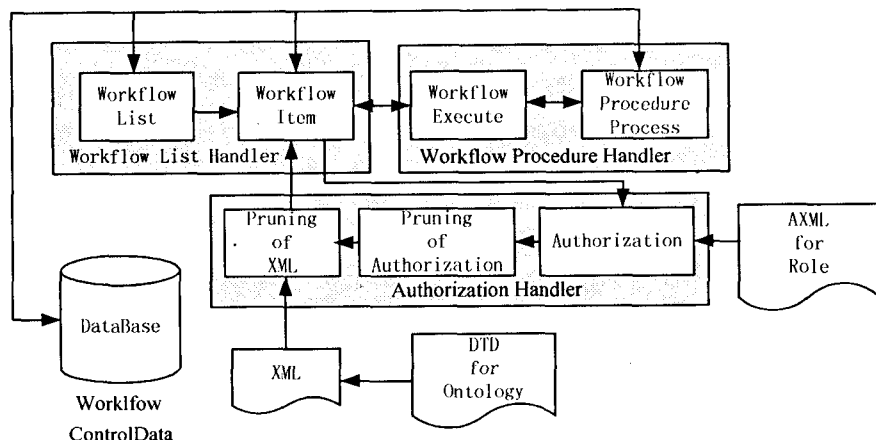 Workflow
List
Workflow
Item
Workflow List Handler
Workflow
Execute
Workflow
Procedure
Process
Workflow Procedure Handler
Pruning
of
XML
Pruning
of
Authorization
Authorization
Authorization Handler
AXML
for
Role
DataBase
Worklfow
ControlData
XML
DTD
for
Ontology